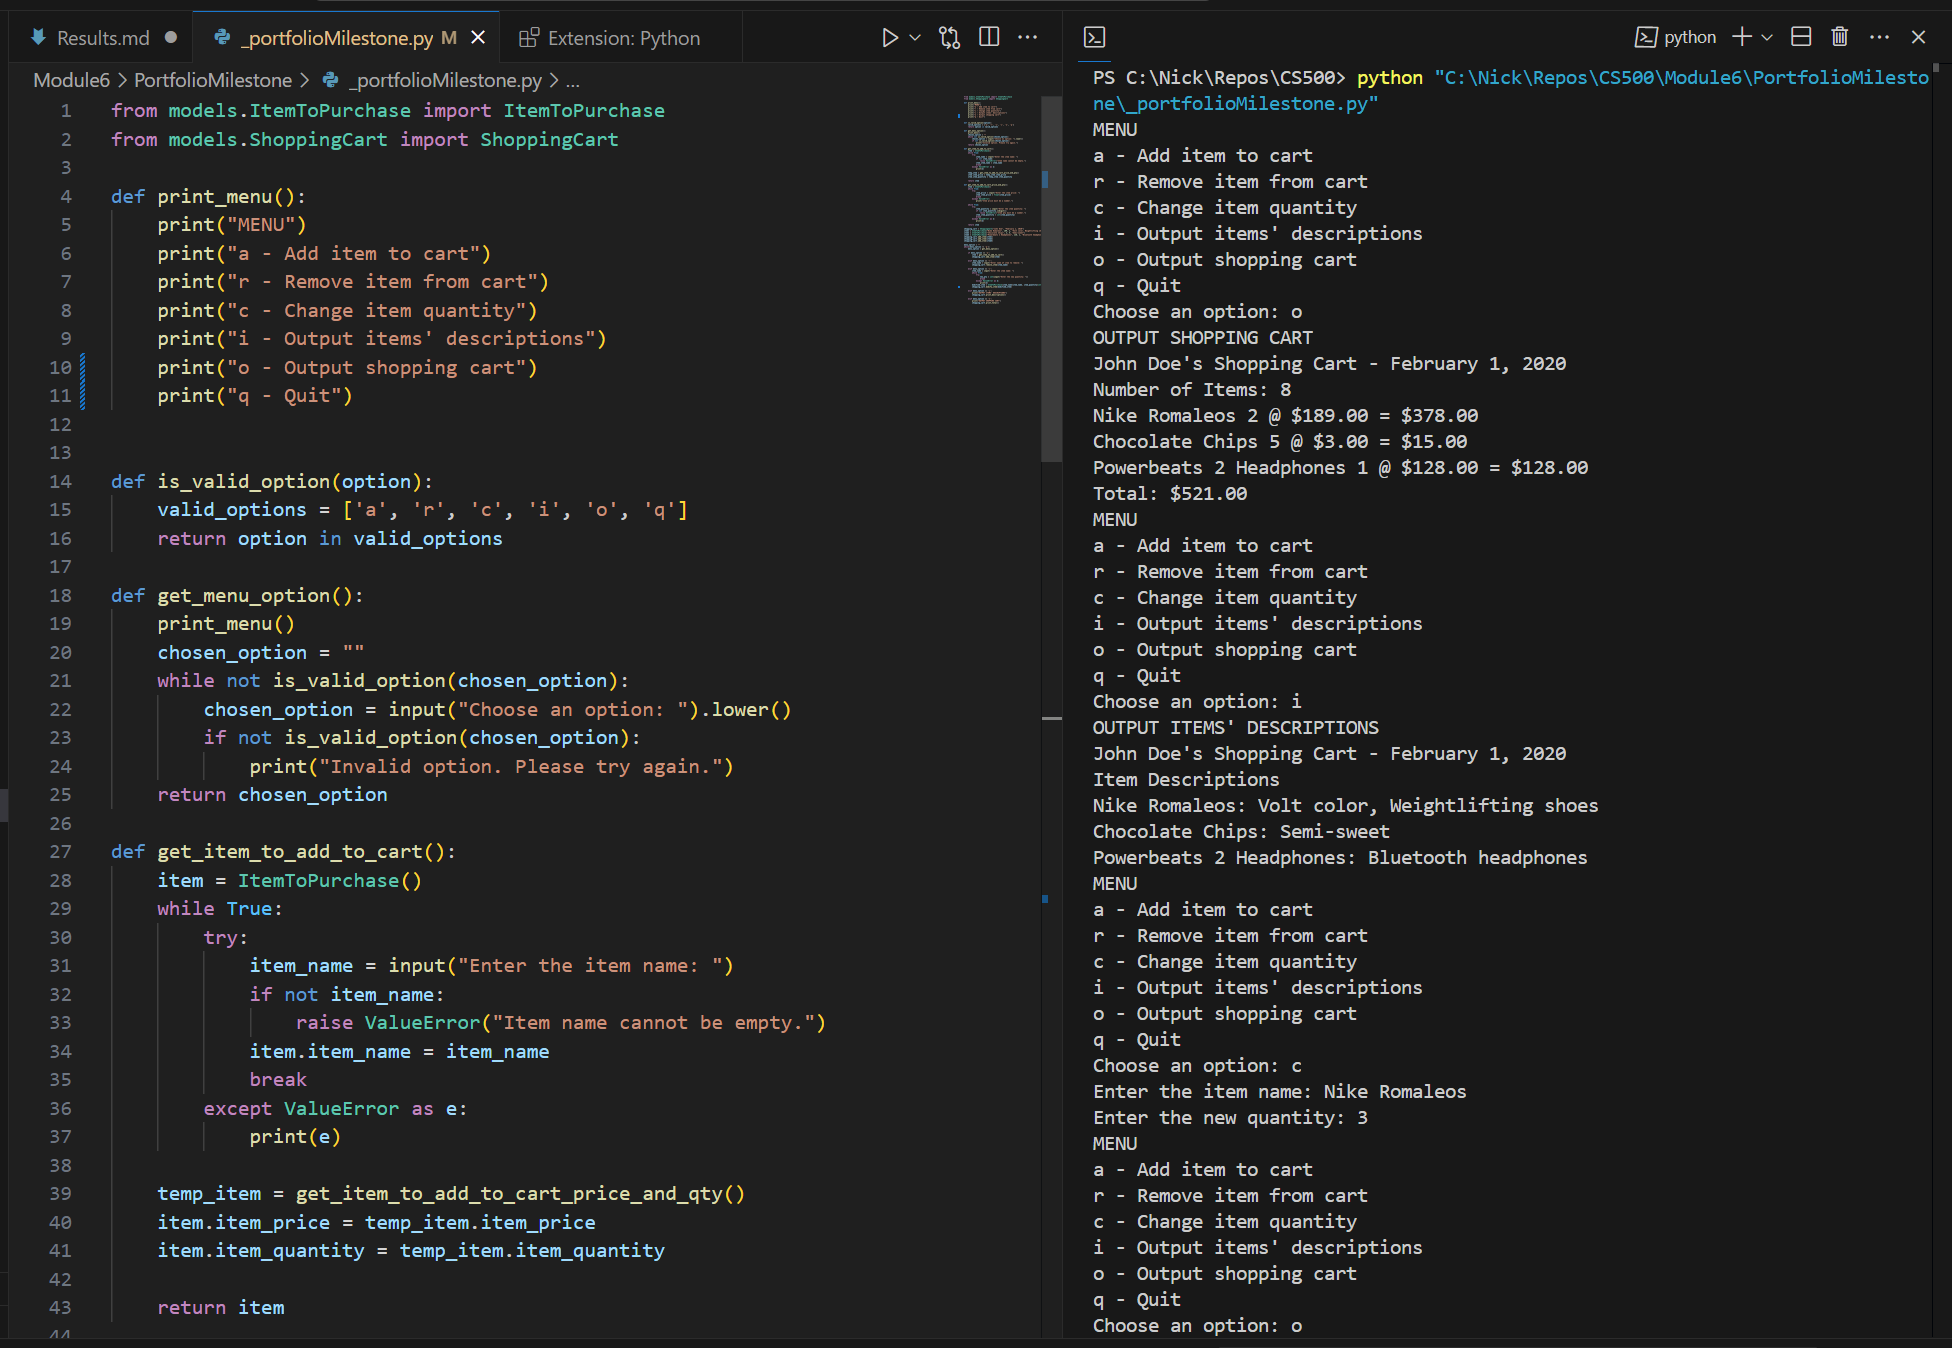 Results.md
_portfolioMilestone.py M
Extension: Python
Module6 > PortfolioMilestone > _portfolioMilestone.py > ...
1 from models.ItemToPurchase import ItemToPurchase
2 from models.ShoppingCart import ShoppingCart
3
4 def print_menu():
5     print("MENU")
6     print("a - Add item to cart")
7     print("r - Remove item from cart")
8     print("c - Change item quantity")
9     print("i - Output items' descriptions")
10     print("o - Output shopping cart")
11     print("q - Quit")
12
13
14 def is_valid_option(option):
15     valid_options = ['a', 'r', 'c', 'i', 'o', 'q']
16     return option in valid_options
17
18 def get_menu_option():
19     print_menu()
20     chosen_option = ""
21     while not is_valid_option(chosen_option):
22         chosen_option = input("Choose an option: ").lower()
23         if not is_valid_option(chosen_option):
24             print("Invalid option. Please try again.")
25     return chosen_option
26
27 def get_item_to_add_to_cart():
28     item = ItemToPurchase()
29     while True:
30         try:
31             item_name = input("Enter the item name: ")
32             if not item_name:
33                 raise ValueError("Item name cannot be empty.")
34             item.item_name = item_name
35             break
36         except ValueError as e:
37             print(e)
38
39     temp_item = get_item_to_add_to_cart_price_and_qty()
40     item.item_price = temp_item.item_price
41     item.item_quantity = temp_item.item_quantity
42
43     return item
44
python
PS C:\Nick\Repos\CS500> python "C:\Nick\Repos\CS500\Module6\PortfolioMilesto
ne\_portfolioMilestone.py"
MENU
a - Add item to cart
r - Remove item from cart
c - Change item quantity
i - Output items' descriptions
o - Output shopping cart
q - Quit
Choose an option: o
OUTPUT SHOPPING CART
John Doe's Shopping Cart - February 1, 2020
Number of Items: 8
Nike Romaleos 2 @ $189.00 = $378.00
Chocolate Chips 5 @ $3.00 = $15.00
Powerbeats 2 Headphones 1 @ $128.00 = $128.00
Total: $521.00
MENU
a - Add item to cart
r - Remove item from cart
c - Change item quantity
i - Output items' descriptions
o - Output shopping cart
q - Quit
Choose an option: i
OUTPUT ITEMS' DESCRIPTIONS
John Doe's Shopping Cart - February 1, 2020
Item Descriptions
Nike Romaleos: Volt color, Weightlifting shoes
Chocolate Chips: Semi-sweet
Powerbeats 2 Headphones: Bluetooth headphones
MENU
a - Add item to cart
r - Remove item from cart
c - Change item quantity
i - Output items' descriptions
o - Output shopping cart
q - Quit
Choose an option: c
Enter the item name: Nike Romaleos
Enter the new quantity: 3
MENU
a - Add item to cart
r - Remove item from cart
c - Change item quantity
i - Output items' descriptions
o - Output shopping cart
q - Quit
Choose an option: o